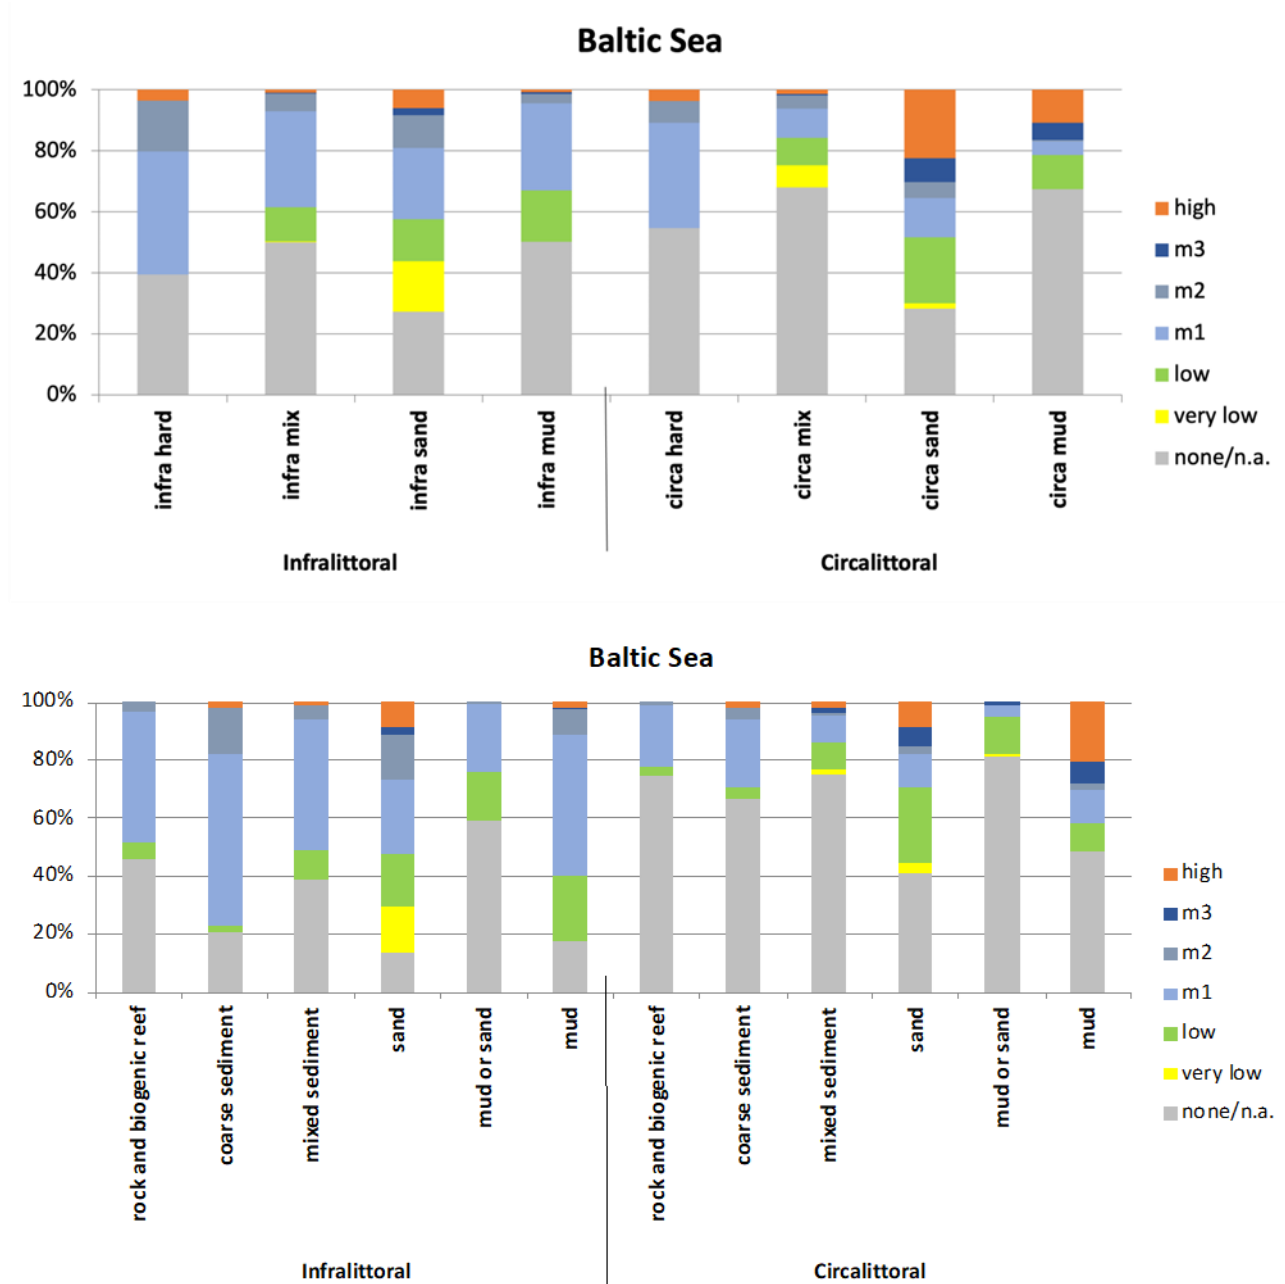 Baltic Sea
100%
80%
60%
40%
20%
0%
infra hard
infra mix
infra sand
infra mud
circa hard
circa mix
circa sand
circa mud
Infralittoral
Circalittoral
high
m3
m2
m1
low
very low
none/n.a.
Baltic Sea
100%
80%
60%
40%
20%
0%
rock and biogenic reef
coarse sediment
mixed sediment
sand
mud or sand
mud
rock and biogenic reef
coarse sediment
mixed sediment
sand
mud or sand
mud
Infralittoral
Circalittoral
high
m3
m2
m1
low
very low
none/n.a.